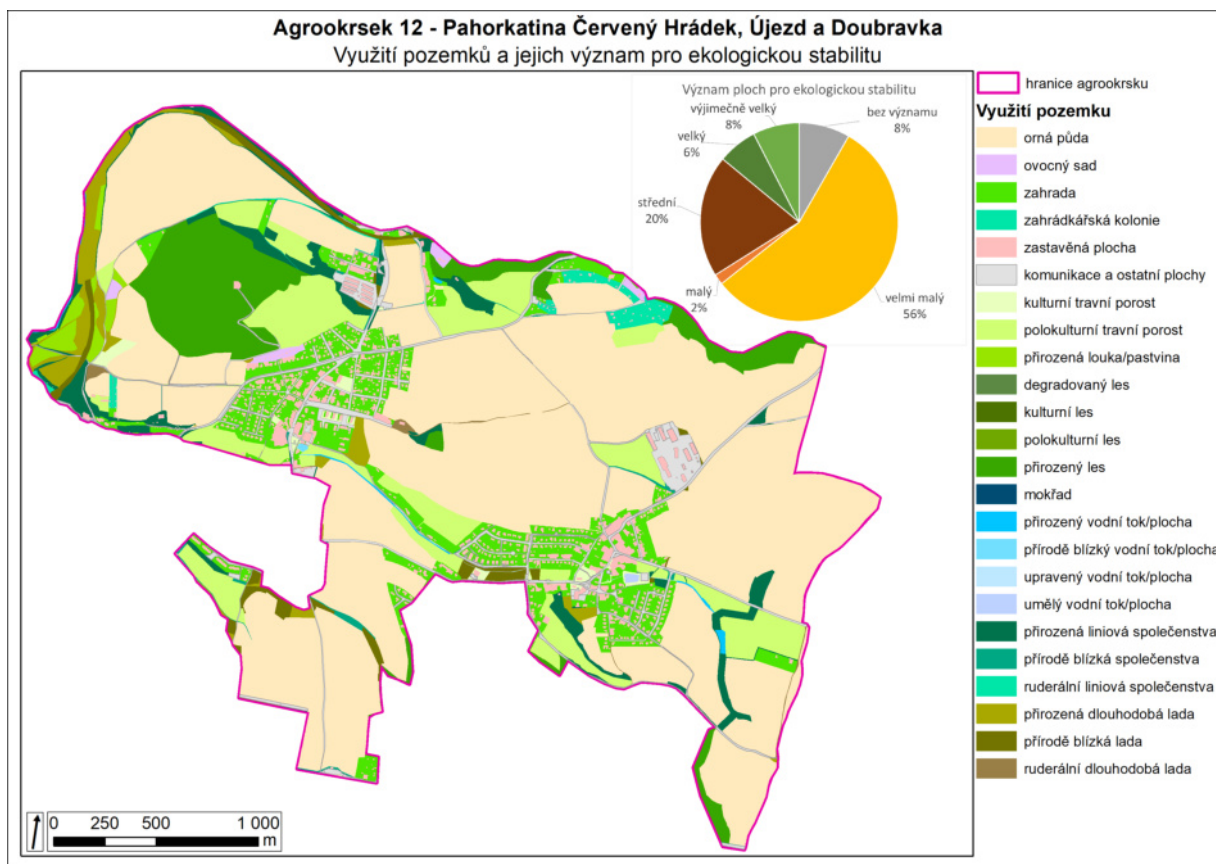 Agrookrsek 12 - Pahorkatina Červený Hrádek, Újezd a Doubravka
Využití pozemků a jejich význam pro ekologickou stabilitu
Význam ploch pro ekologickou stabilitu
výjimečně velký
8%
bez významu
8%
velký
6%
střední
20%
malý
2%
velmi malý
56%
hranice agrookrsku
Využití pozemku
orná půda
ovocný sad
zahrada
zahrádkářská kolonie
zastavěná plocha
komunikace a ostatní plochy
kulturní travní porost
polokulturní travní porost
přirozená louka/pastvina
degradovaný les
kulturní les
polokulturní les
přirozený les
mokřad
přirozený vodní tok/plocha
přírodě blízký vodní tok/plocha
upravený vodní tok/plocha
umělý vodní tok/plocha
přirozená liniová společenstva
přírodě blízká společenstva
ruderální liniová společenstva
přirozená dlouhodobá lada
přírodě blízká lada
ruderální dlouhodobá lada
0 250 500 1 000
m